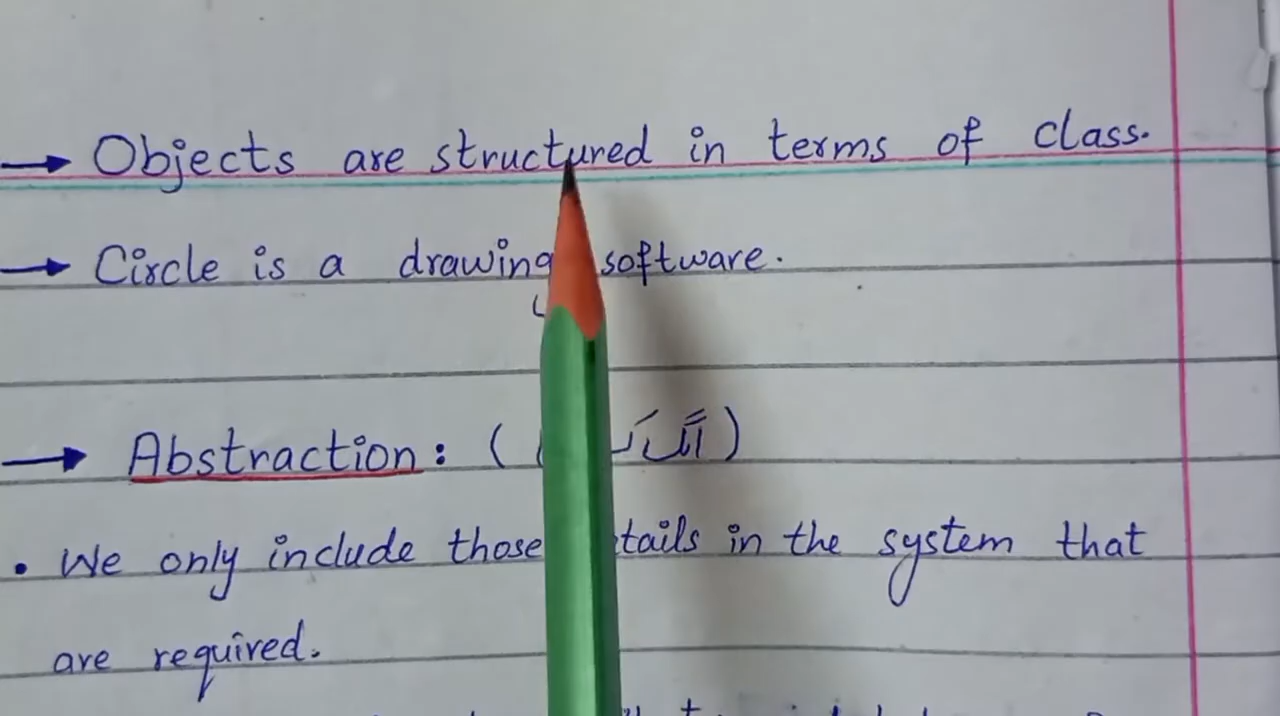 → Objects are structured in terms of class.
→ Circle is a drawing software.
→ Abstraction: ( )
• We only include those tails in the system that
are required.